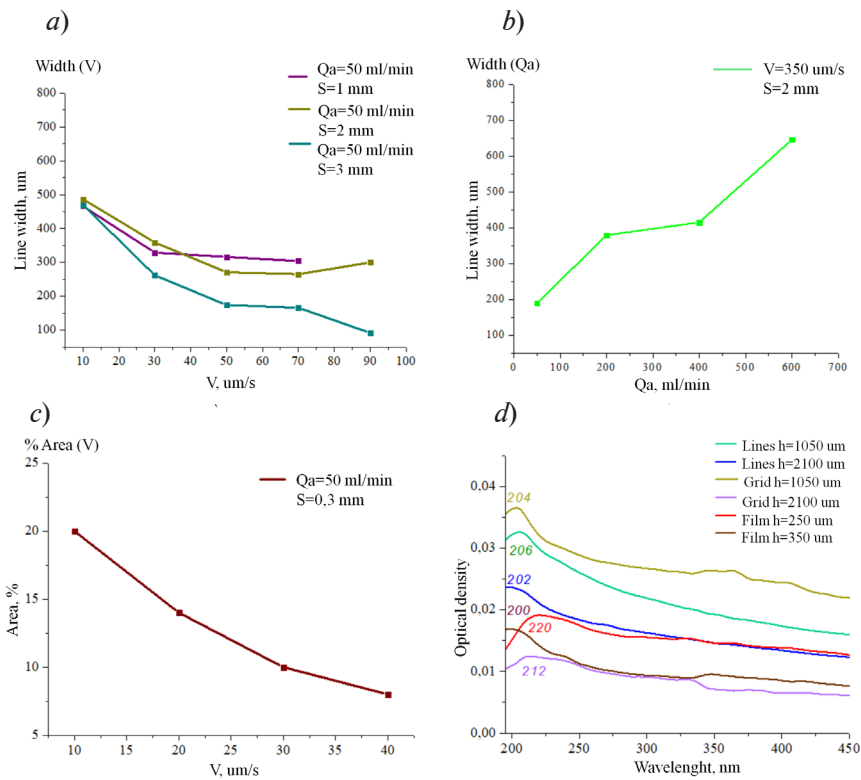 a)
Width (V)
Qa=50 ml/min
S=1 mm
Qa=50 ml/min
S=2 mm
Qa=50 ml/min
S=3 mm
Line width, um
800
700
600
500
400
300
200
100
10 20 30 40 50 60 70 80 90 100
V, um/s
b)
Width (Qa)
V=350 um/s
S=2 mm
Line width, um
800
700
600
500
400
300
200
100
0 100 200 300 400 500 600 700
Qa, ml/min
c)
% Area (V)
Qa=50 ml/min
S=0,3 mm
Area, %
25
20
15
10
5
10 20 30 40
V, um/s
d)
Lines h=1050 um
Lines h=2100 um
Grid h=1050 um
Grid h=2100 um
Film h=250 um
Film h=350 um
Optical density
0,04
0,03
0,02
0,01
0,00
204
206
202
200
220
212
200 250 300 350 400 450
Wavelenght, nm